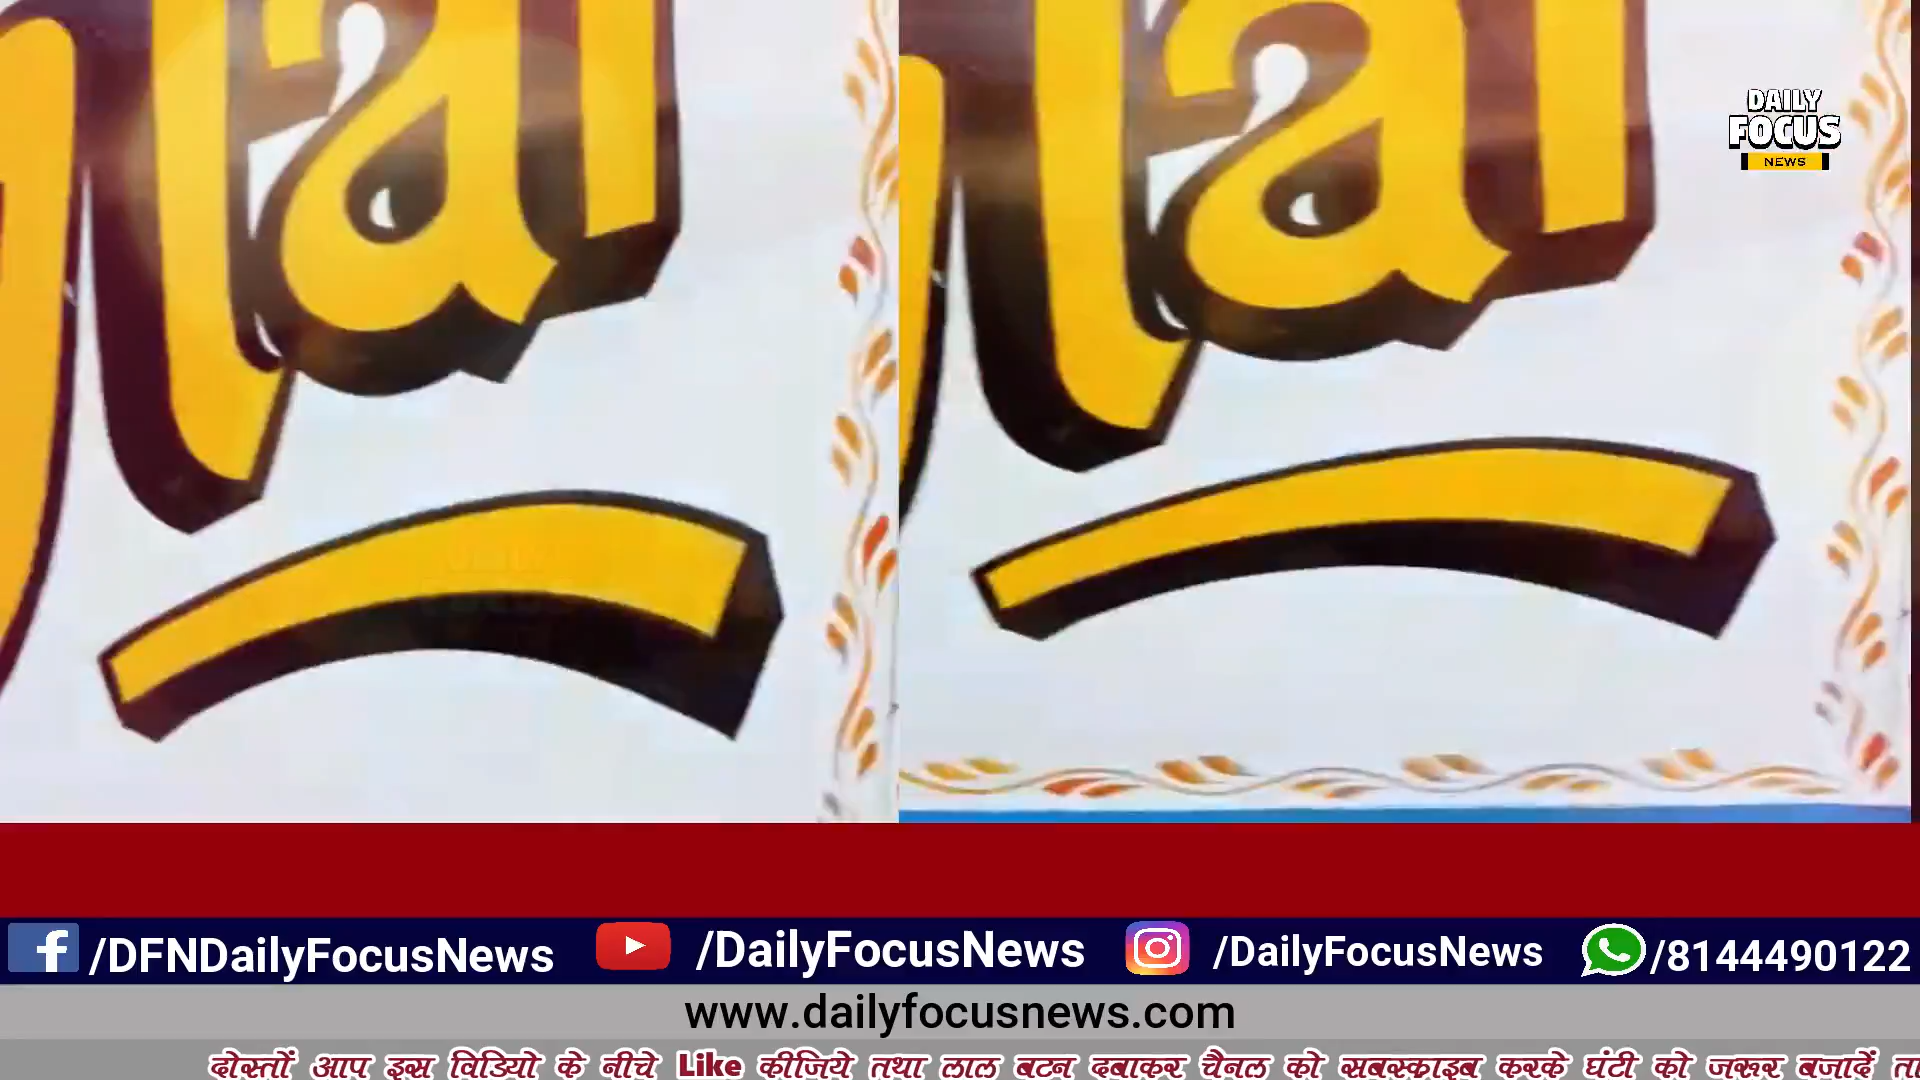 DAILY
FOCUS
NEWS
/DFNDailyFocusNews /DailyFocusNews /DailyFocusNews /8144490122
www.dailyfocusnews.com
दोस्तों आप इस विडियो के नीचे Like कीजिये तथा लाल बटन दबाकर चैनल को सबस्क्राइब करके घंटी को जरूर बजादें ता